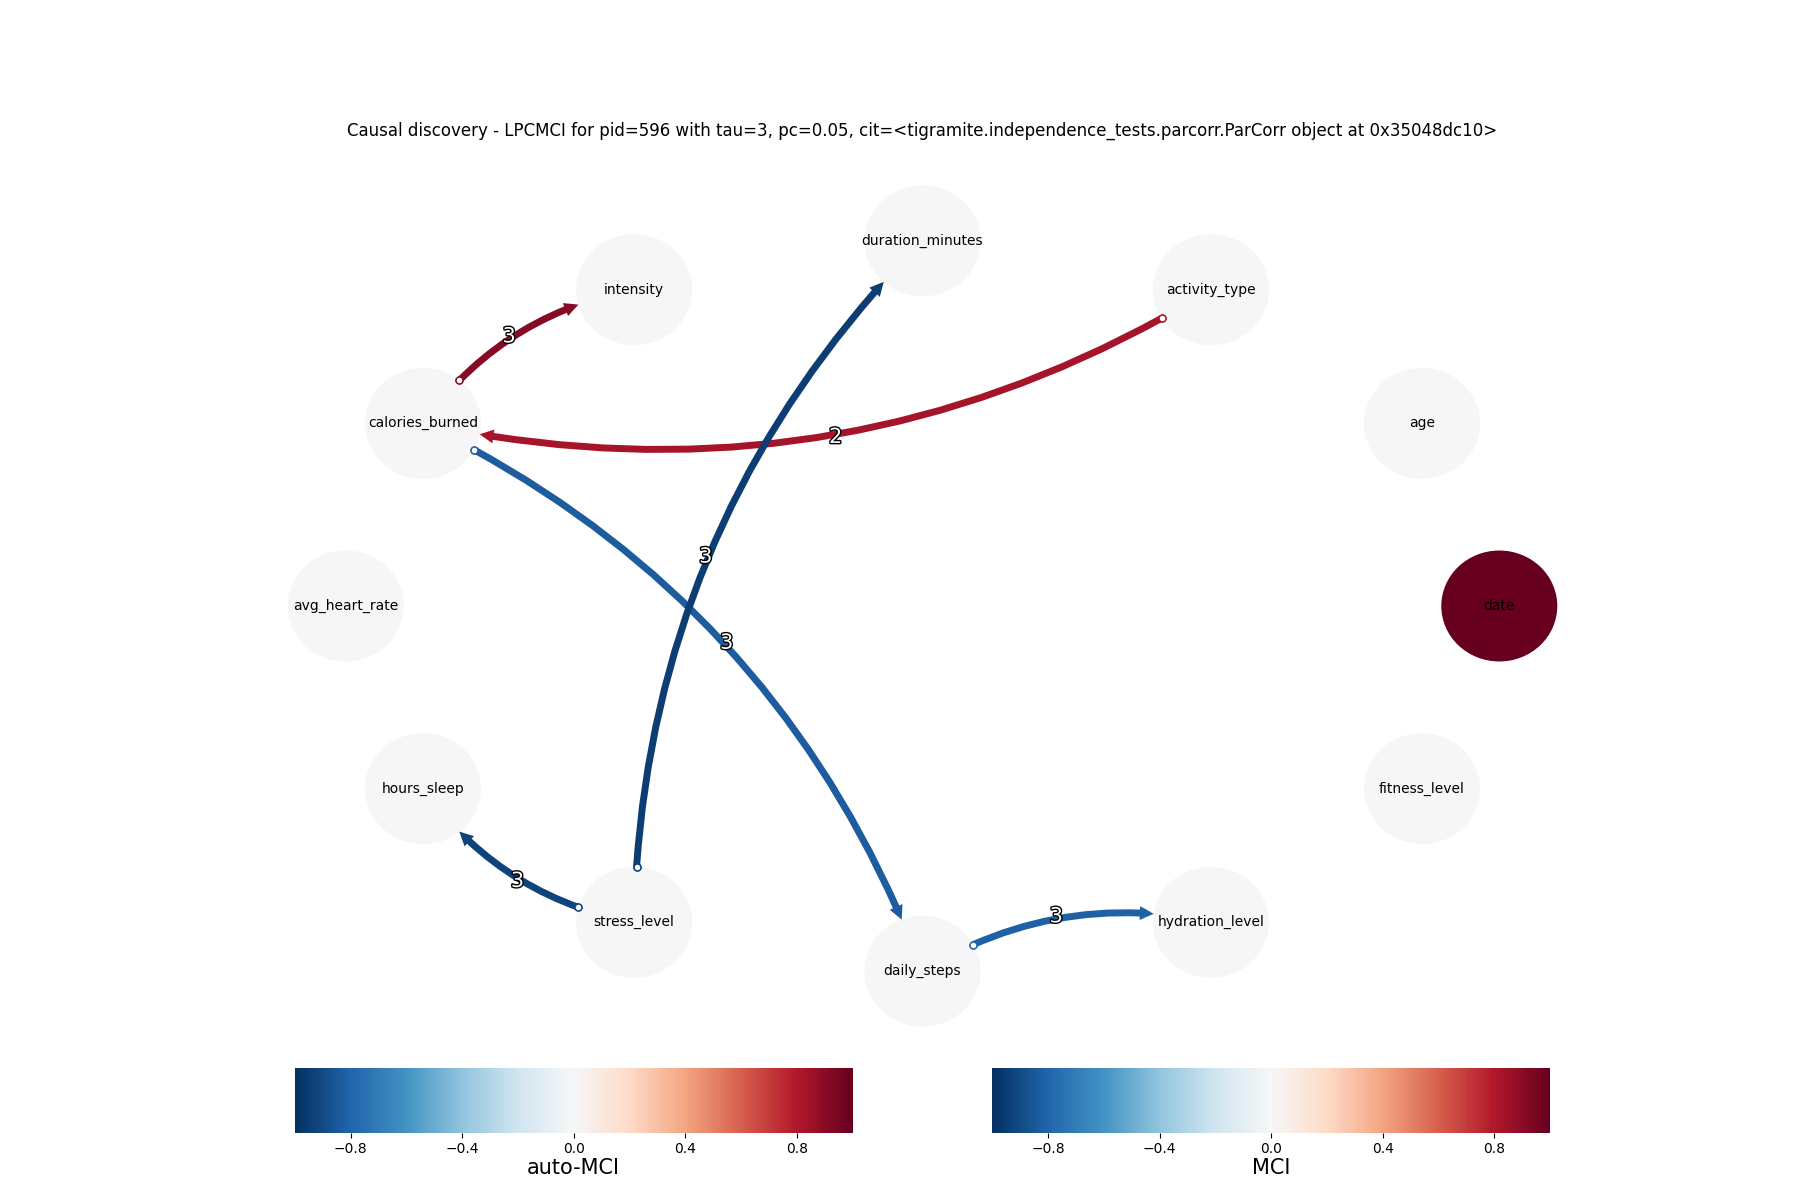 Causal discovery - LPCMCI for pid=596 with tau=3, pc=0.05, cit=<tigramite.independence_tests.parcorr.ParCorr object at 0x35048dc10>
duration_minutes
intensity
activity_type
3
calories_burned
age
2
3
avg_heart_rate
date
3
hours_sleep
fitness_level
3
stress_level
3
hydration_level
daily_steps
−0.8 −0.4 0.0 0.4 0.8
auto-MCI
−0.8 −0.4 0.0 0.4 0.8
MCI